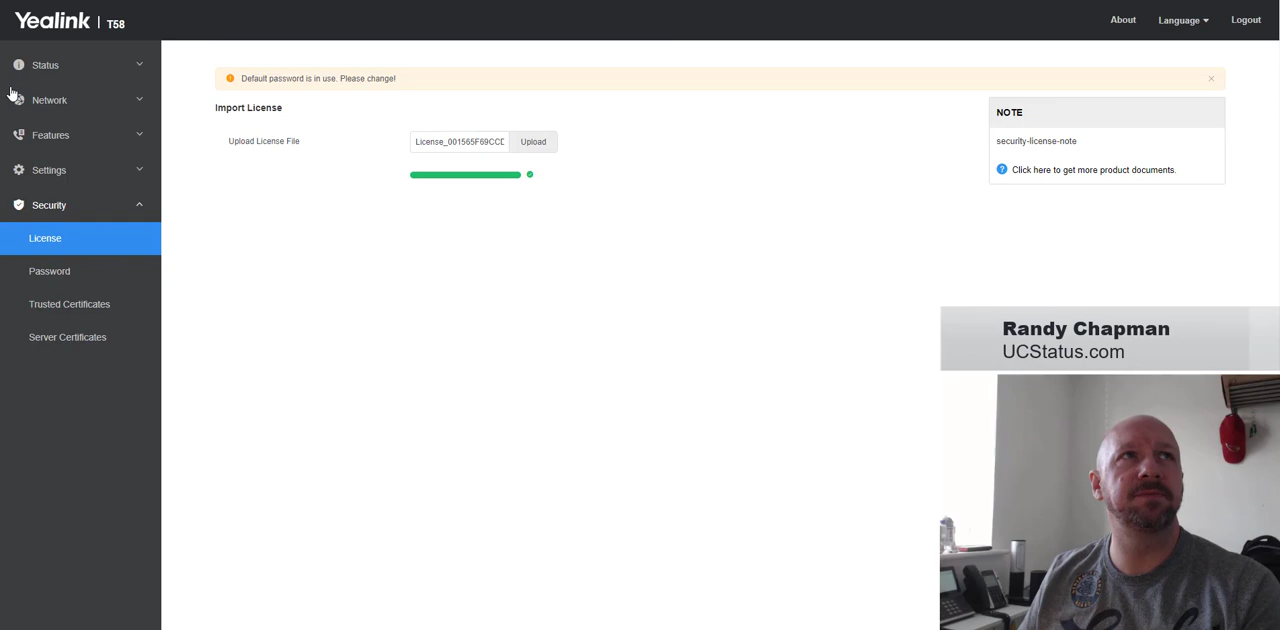 Yealink | T58
About
Language
Logout
Status
Network
Features
Settings
Security
License
Password
Trusted Certificates
Server Certificates
Default password is in use. Please change!
Import License
Upload License File
License_001565F69CCD
Upload
NOTE
security-license-note
Click here to get more product documents.
Randy Chapman
UCStatus.com